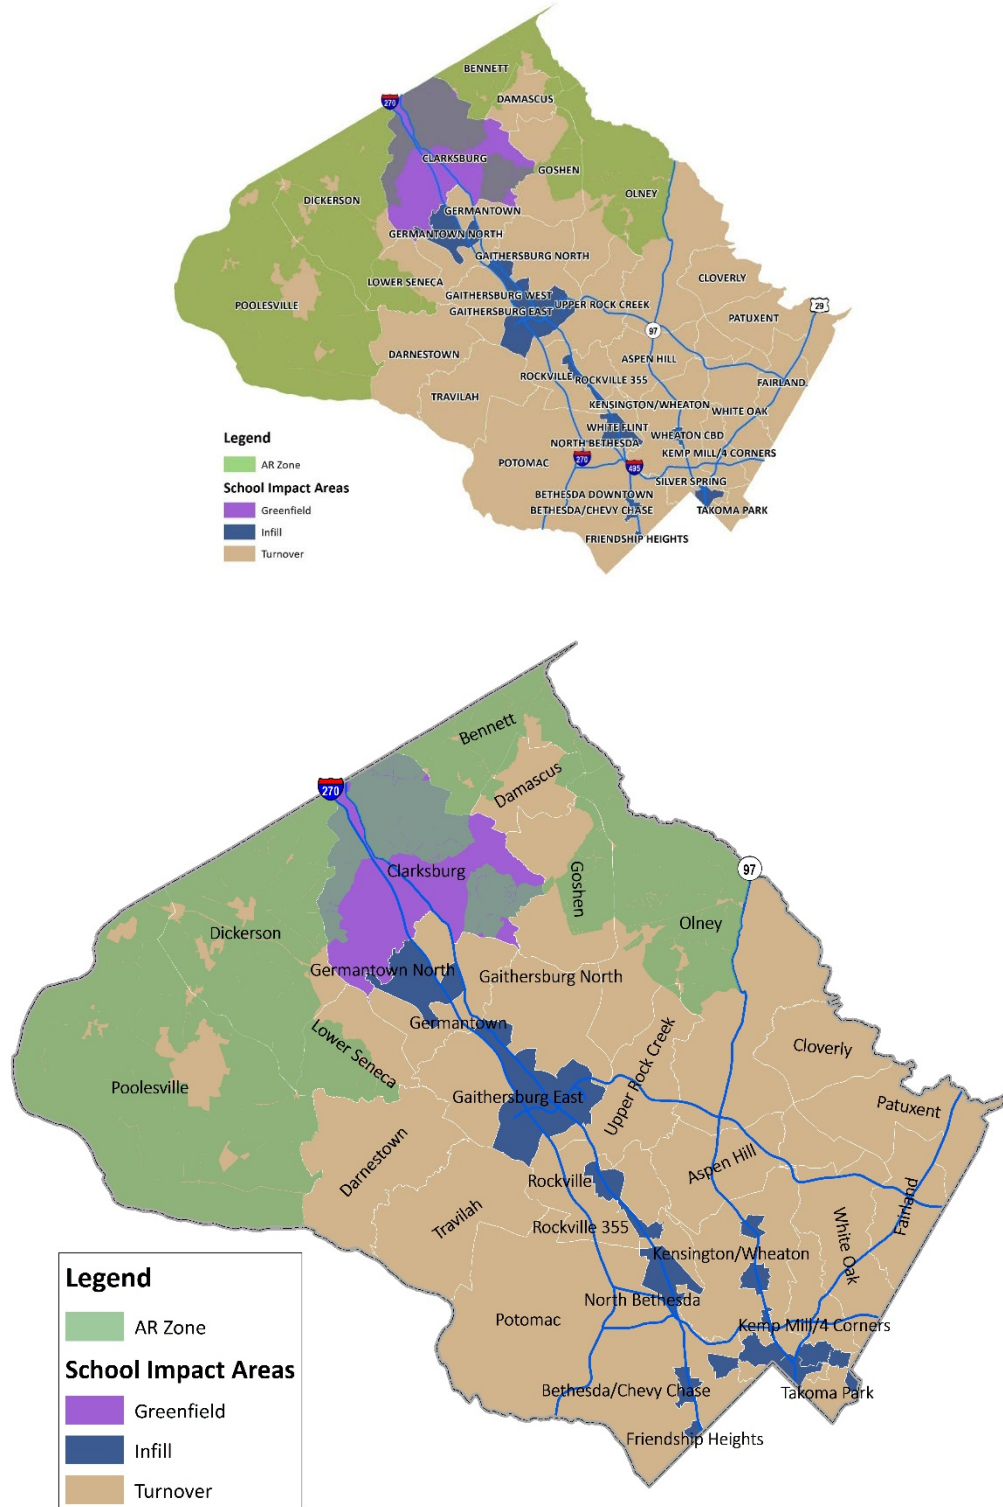 BENNETT
DAMASCUS
270
CLARKSBURG
GOSHEN
OLNEY
DICKERSON
GERMANTOWN
GERMANTOWN NORTH
GAITHERSBURG NORTH
CLOVERLY
LOWER SENECA
GAITHERSBURG WEST
UPPER ROCK CREEK
29
POOLESVILLE
GAITHERSBURG EAST
PATUXENT
97
DARNESTOWN
ASPEN HILL
ROCKVILLE
ROCKVILLE 355
FAIRLAND
TRAVILAH
KENSINGTON/WHEATON
WHITE OAK
WHITE FLINT
WHEATON CBD
NORTH BETHESDA
KEMP MILL/4 CORNERS
POTOMAC
270
495
SILVER SPRING
BETHESDA DOWNTOWN
BETHESDA/CHEVY CHASE
TAKOMA PARK
FRIENDSHIP HEIGHTS
Legend
AR Zone
School Impact Areas
Greenfield
Infill
Turnover
Bennett
Damascus
270
Clarksburg
97
Goshen
Olney
Dickerson
Germantown North
Gaithersburg North
Germantown
Lower Seneca
Cloverly
Poolesville
Gaithersburg East
Upper Rock Creek
Patuxent
Darnestown
Aspen Hill
Rockville
Fairland
Travilah
Rockville 355
White Oak
Kensington/Wheaton
North Bethesda
Potomac
Kemp Mill/4 Corners
Bethesda/Chevy Chase
Takoma Park
Friendship Heights
Legend
AR Zone
School Impact Areas
Greenfield
Infill
Turnover